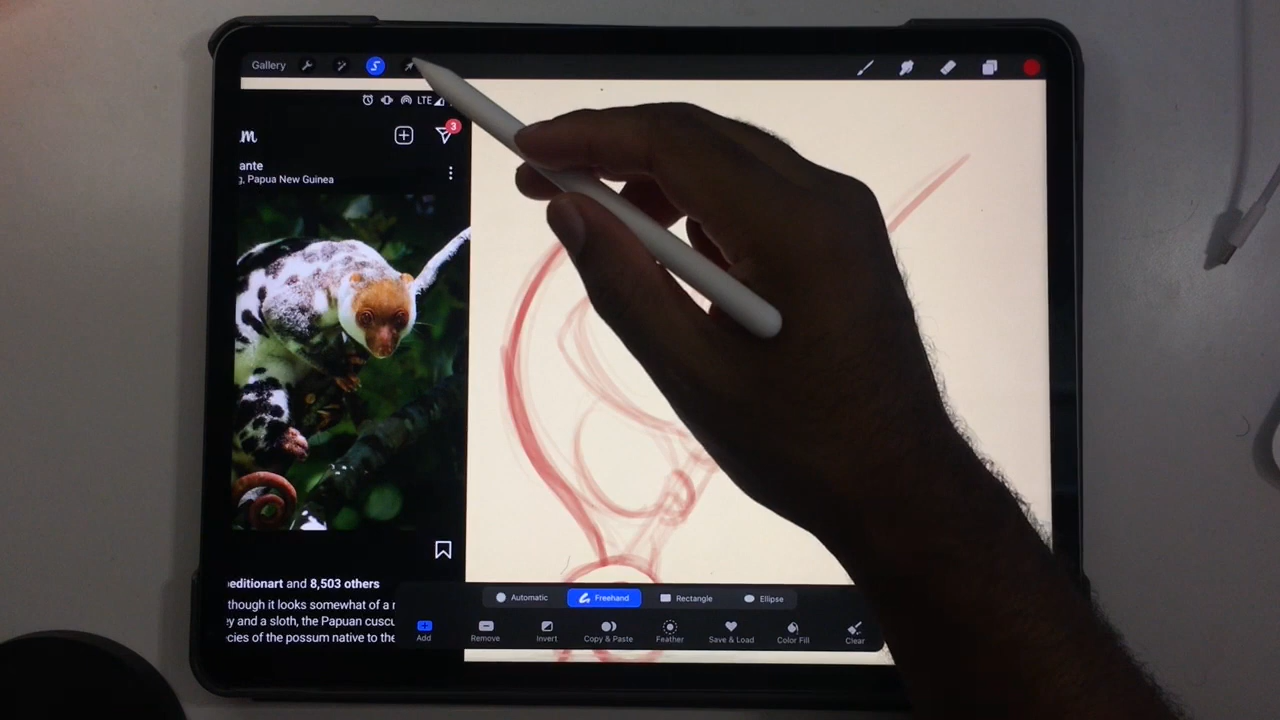 Gallery
LTE
m
3
ante
g, Papua New Guinea
editionart and 8,503 others
though it looks somewhat of a
ey and a sloth, the Papuan cuscu
cies of the possum native to the
Automatic
Freehand
Rectangle
Ellipse
Add
Remove
Invert
Copy & Paste
Feather
Save & Load
Color Fill
Clear